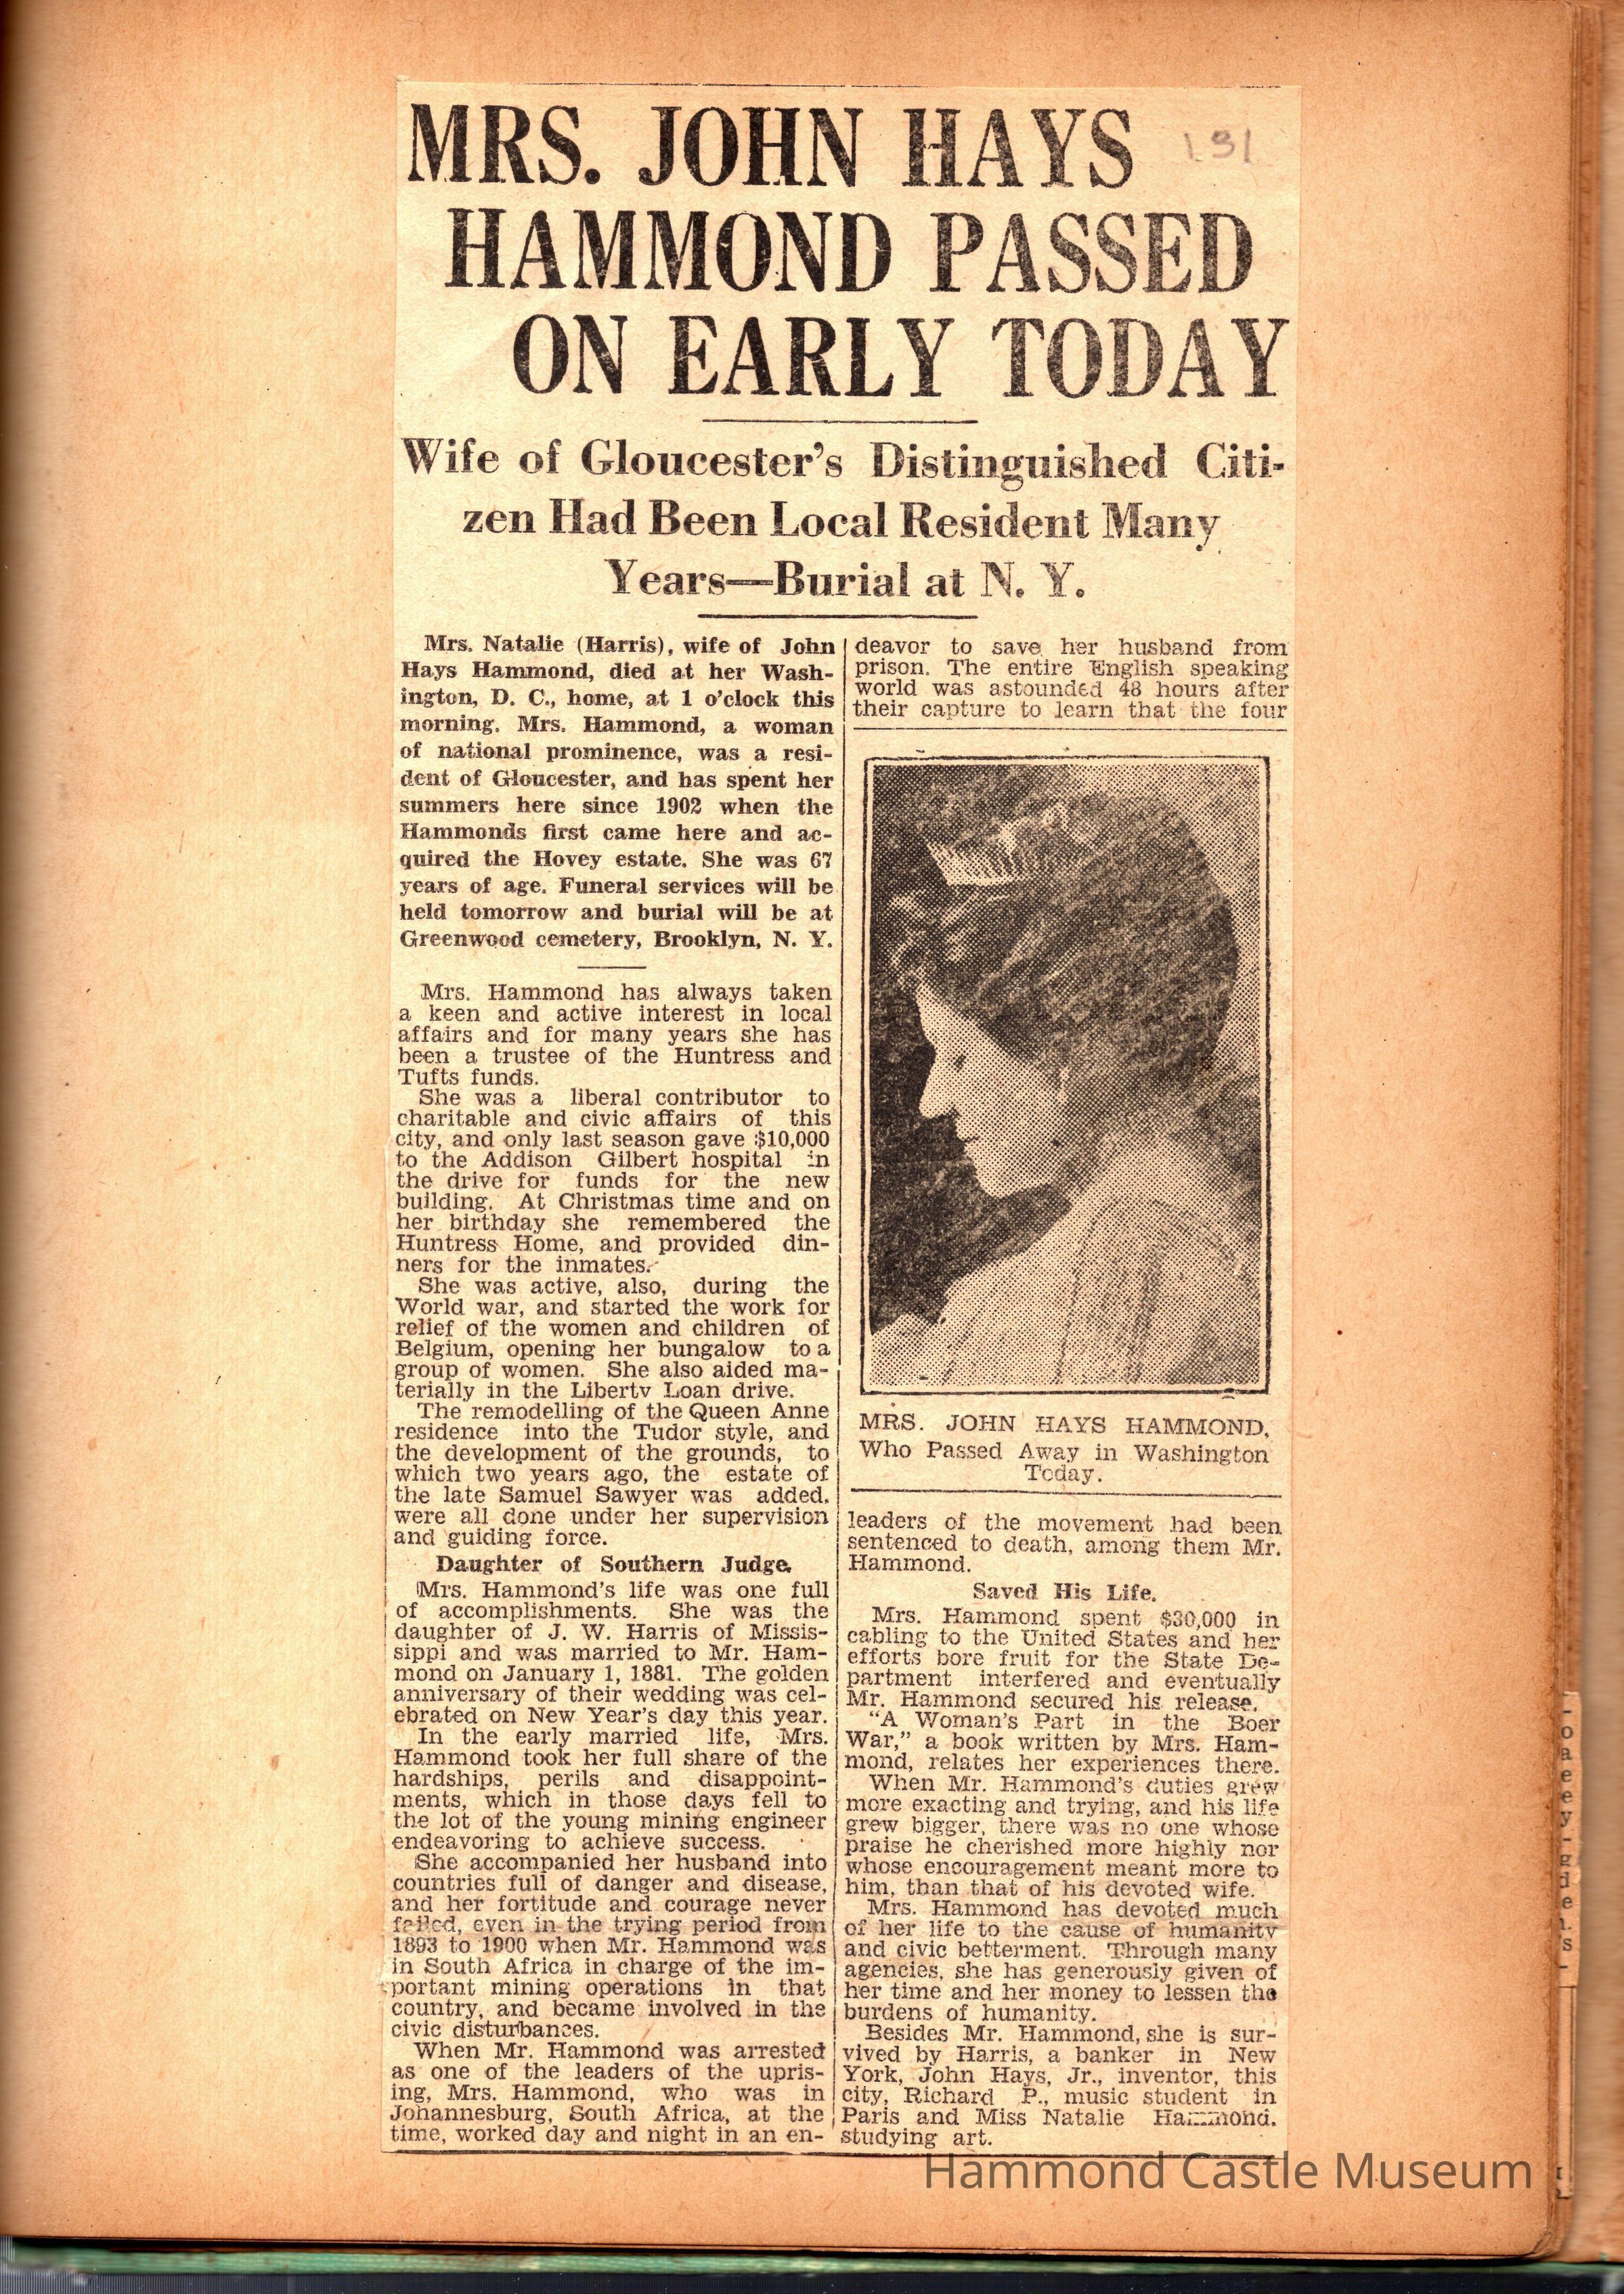 MRS. JOHN HAYS
HAMMOND PASSED
ON EARLY TODAY
Wife of Gloucester's Distinguished Citi-
zen Had Been Local Resident Many
Years—Burial at N. Y.
Mrs. Natalie (Harris), wife of John
Hays Hammond, died at her Wash-
ington, D. C., home, at 1 o'clock this
morning. Mrs. Hammond, a woman
of national prominence, was a resi-
dent of Gloucester, and has spent her
summers here since 1902 when the
Hammonds first came here and ac-
quired the Hovey estate. She was 67
years of age. Funeral services will be
held tomorrow and burial will be at
Greenwood cemetery, Brooklyn, N. Y.
Mrs. Hammond has always taken
a keen and active interest in local
affairs and for many years she has
been a trustee of the Huntress and
Tufts funds.
She was a liberal contributor to
charitable and civic affairs of this
city, and only last season gave $10,000
to the Addison Gilbert hospital in
the drive for funds for the new
building. At Christmas time and on
her birthday she remembered the
Huntress Home, and provided din-
ners for the inmates.
She was active, also, during the
World war, and started the work for
relief of the women and children of
Belgium, opening her bungalow to a
group of women. She also aided ma-
terially in the Liberty Loan drive.
The remodelling of the Queen Anne
residence into the Tudor style, and
the development of the grounds, to
which two years ago, the estate of
the late Samuel Sawyer was added,
were all done under her supervision
and guiding force.
Daughter of Southern Judge.
Mrs. Hammond's life was one full
of accomplishments. She was the
daughter of J. W. Harris of Missis-
sippi and was married to Mr. Ham-
mond on January 1, 1881. The golden
anniversary of their wedding was cel-
ebrated on New Year's day this year.
In the early married life, Mrs.
Hammond took her full share of the
hardships, perils and disappoint-
ments, which in those days fell to
the lot of the young mining engineer
endeavoring to achieve success.
She accompanied her husband into
countries full of danger and disease,
and her fortitude and courage never
failed, even in the trying period from
1893 to 1900 when Mr. Hammond was
in South Africa in charge of the im-
portant mining operations in that
country, and became involved in the
civic disturbances.
When Mr. Hammond was arrested
as one of the leaders of the upris-
ing, Mrs. Hammond, who was in
Johannesburg, South Africa, at the
time, worked day and night in an en-
deavor to save her husband from
prison. The entire English speaking
world was astounded 48 hours after
their capture to learn that the four
MRS. JOHN HAYS HAMMOND,
Who Passed Away in Washington
Today.
leaders of the movement had been
sentenced to death, among them Mr.
Hammond.
Saved His Life.
Mrs. Hammond spent $30,000 in
cabling to the United States and her
efforts bore fruit for the State De-
partment interfered and eventually
Mr. Hammond secured his release.
"A Woman's Part in the Boer
War," a book written by Mrs. Ham-
mond, relates her experiences there.
When Mr. Hammond's duties grew
more exacting and trying, and his life
grew bigger, there was no one whose
praise he cherished more highly nor
whose encouragement meant more to
him, than that of his devoted wife.
Mrs. Hammond has devoted much
of her life to the cause of humanity
and civic betterment. Through many
agencies, she has generously given of
her time and her money to lessen the
burdens of humanity.
Besides Mr. Hammond, she is sur-
vived by Harris, a banker in New
York, John Hays, Jr., inventor, this
city, Richard P., music student in
Paris and Miss Natalie Hammond,
studying art.
Hammond Castle Museum